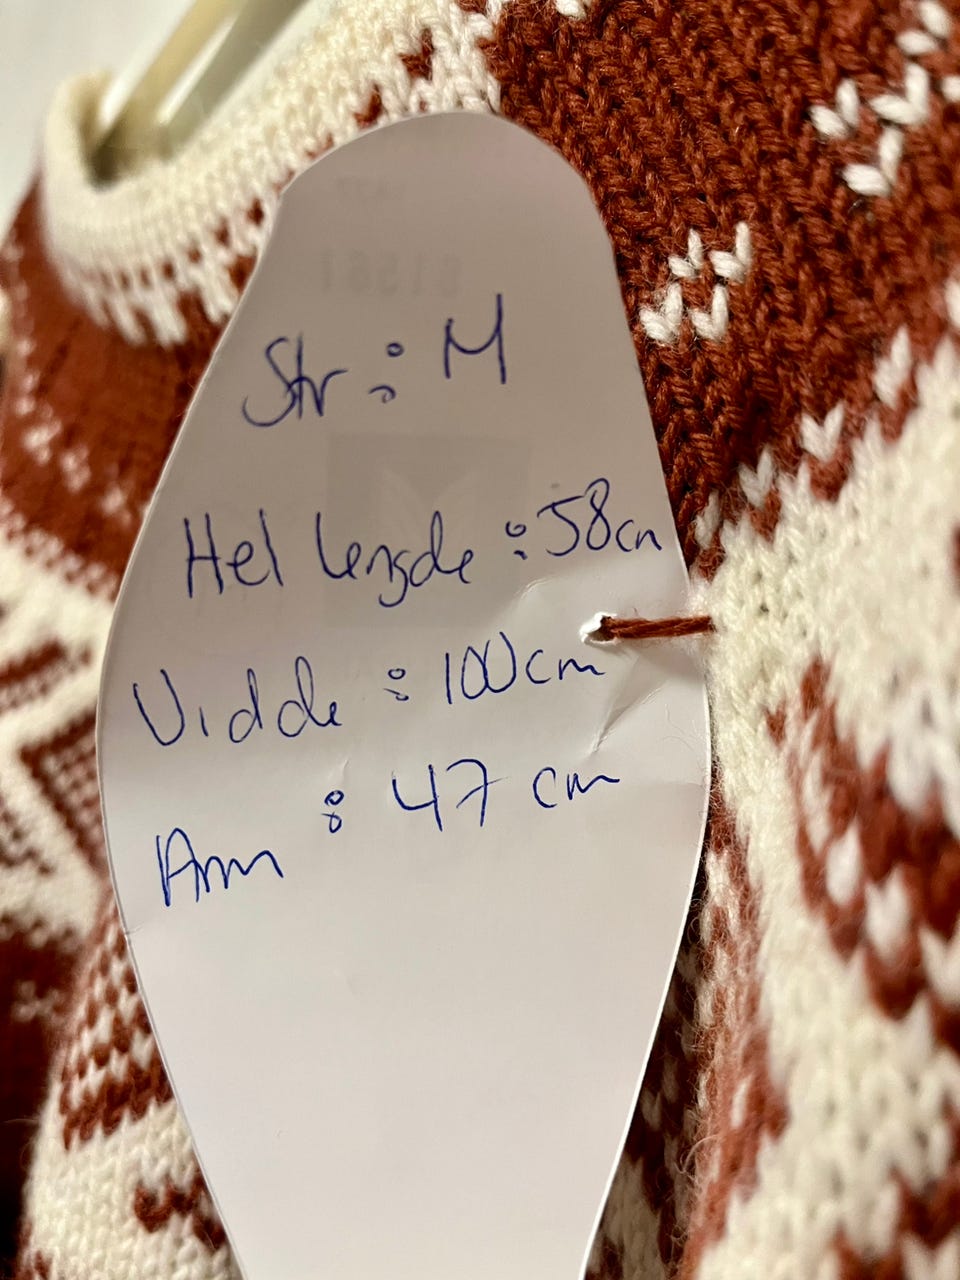 Str: M
Hel lengde: 58cm
Vidde: 100cm
Arm: 47 cm